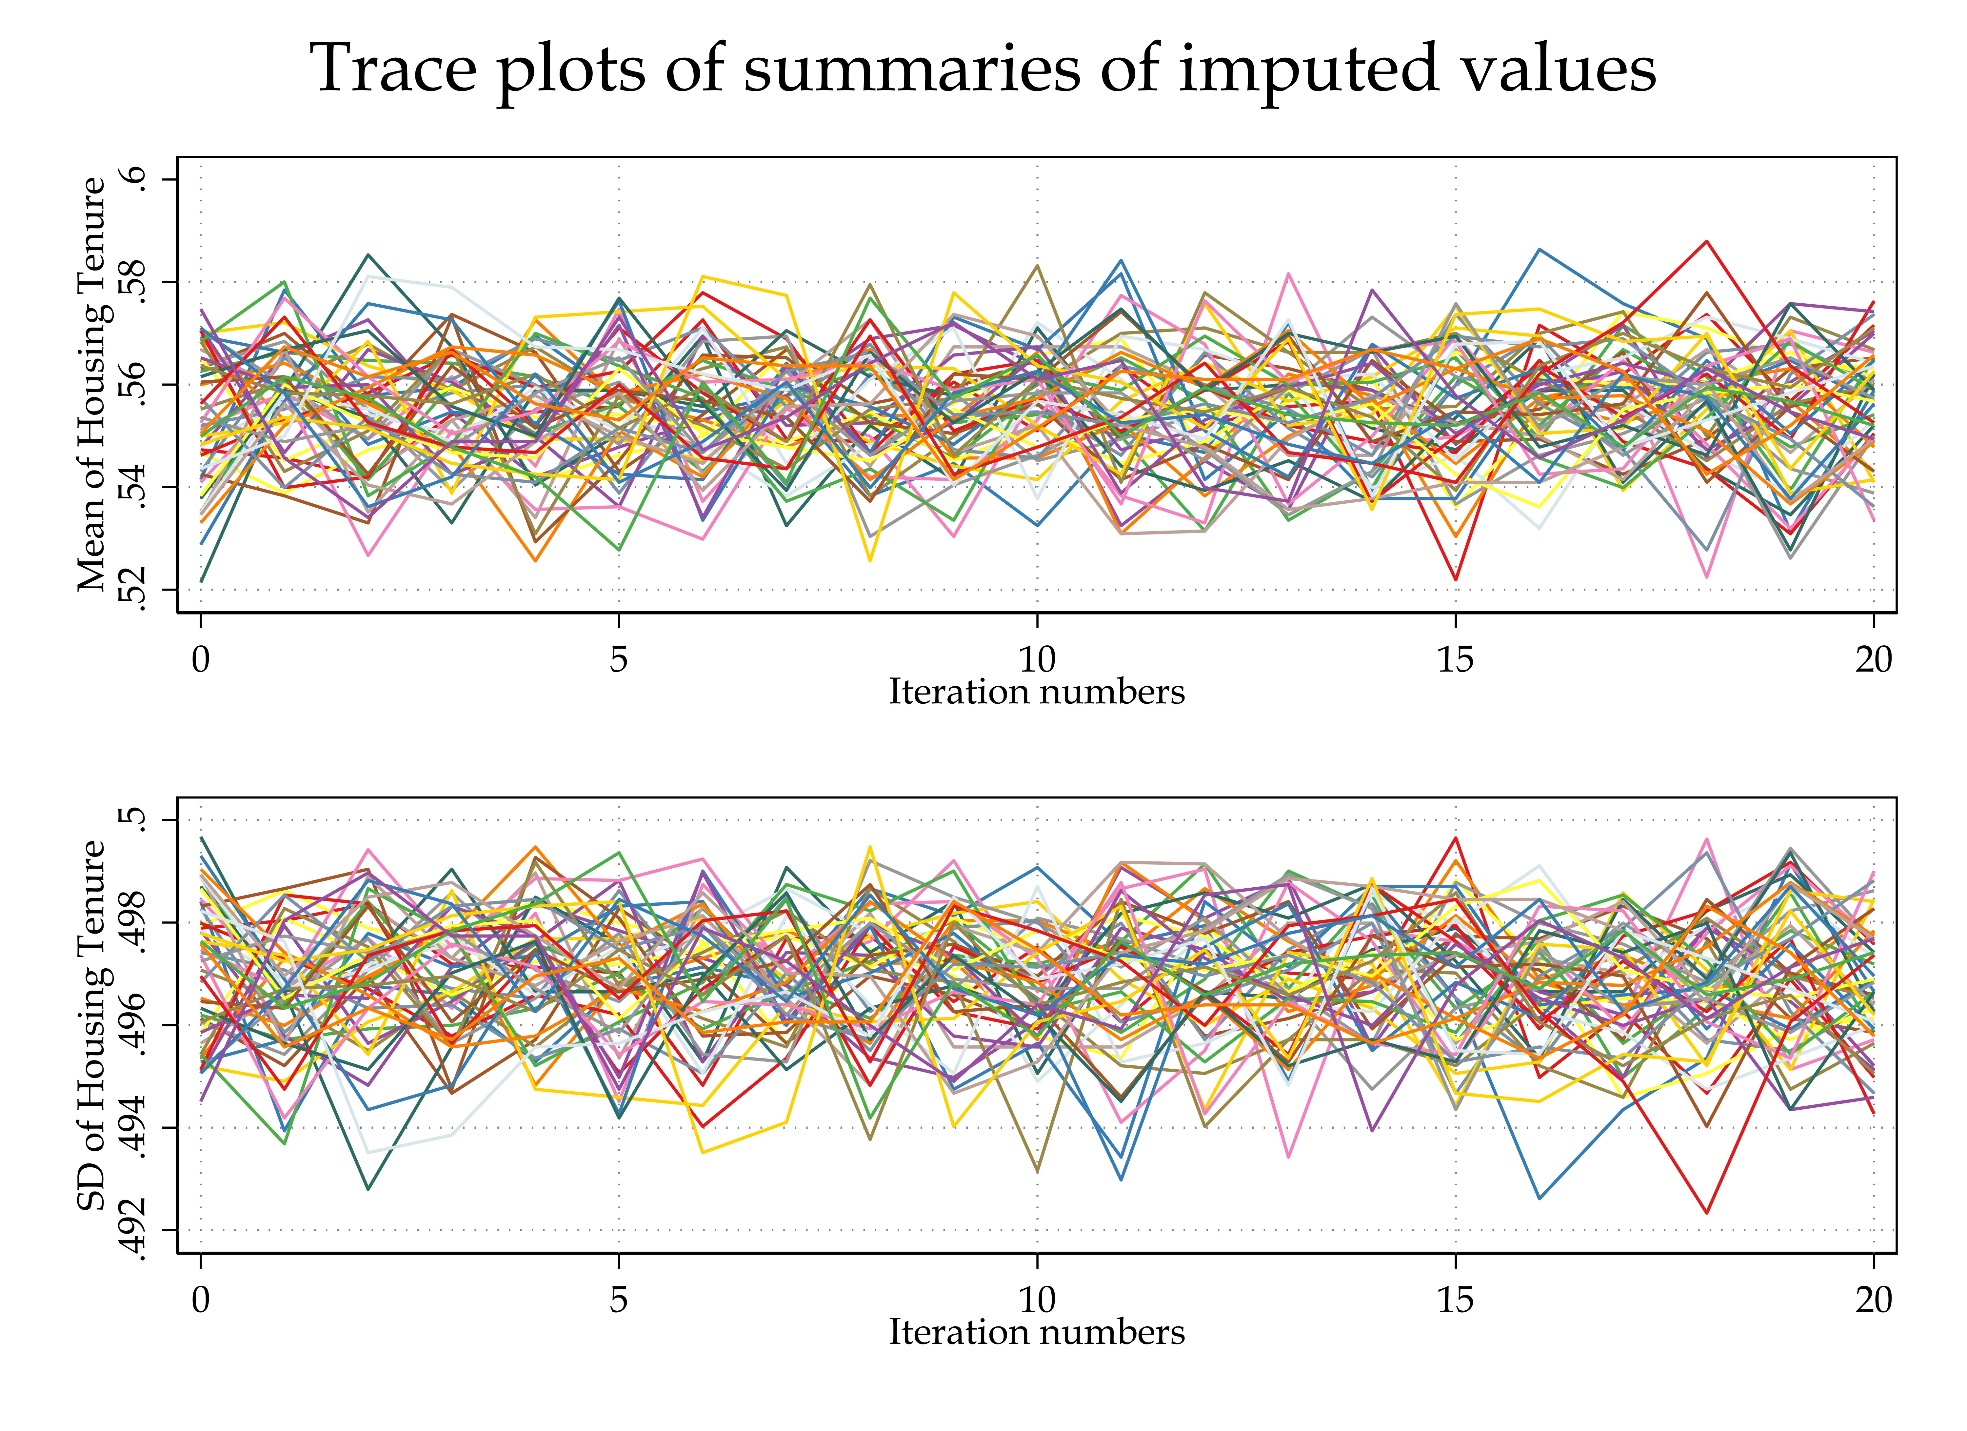 Trace plots of summaries of imputed values
Mean of Housing Tenure
.6
.58
.56
.54
.52
0 5 10 15 20
Iteration numbers
SD of Housing Tenure
.5
.498
.496
.494
.492
0 5 10 15 20
Iteration numbers